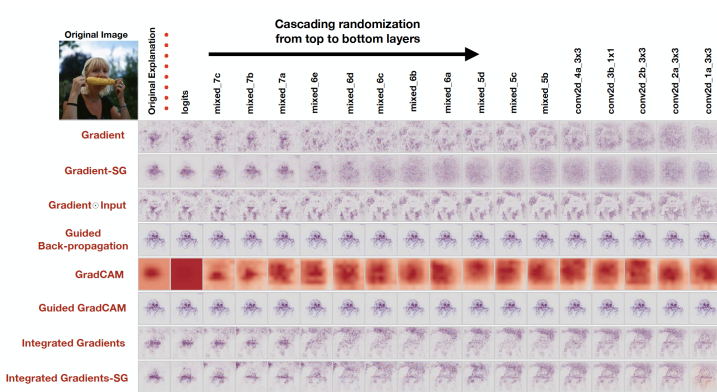 Cascading randomization
from top to bottom layers
Original Image
Original Explanation
logits
mixed_7c
mixed_7b
mixed_7a
mixed_6e
mixed_6d
mixed_6c
mixed_6b
mixed_6a
mixed_5d
mixed_5c
mixed_5b
conv2d_4a_3x3
conv2d_3b_1x1
conv2d_2b_3x3
conv2d_2a_3x3
conv2d_1a_3x3
Gradient
Gradient-SG
Gradient⊙Input
Guided
Back-propagation
GradCAM
Guided GradCAM
Integrated Gradients
Integrated Gradients-SG